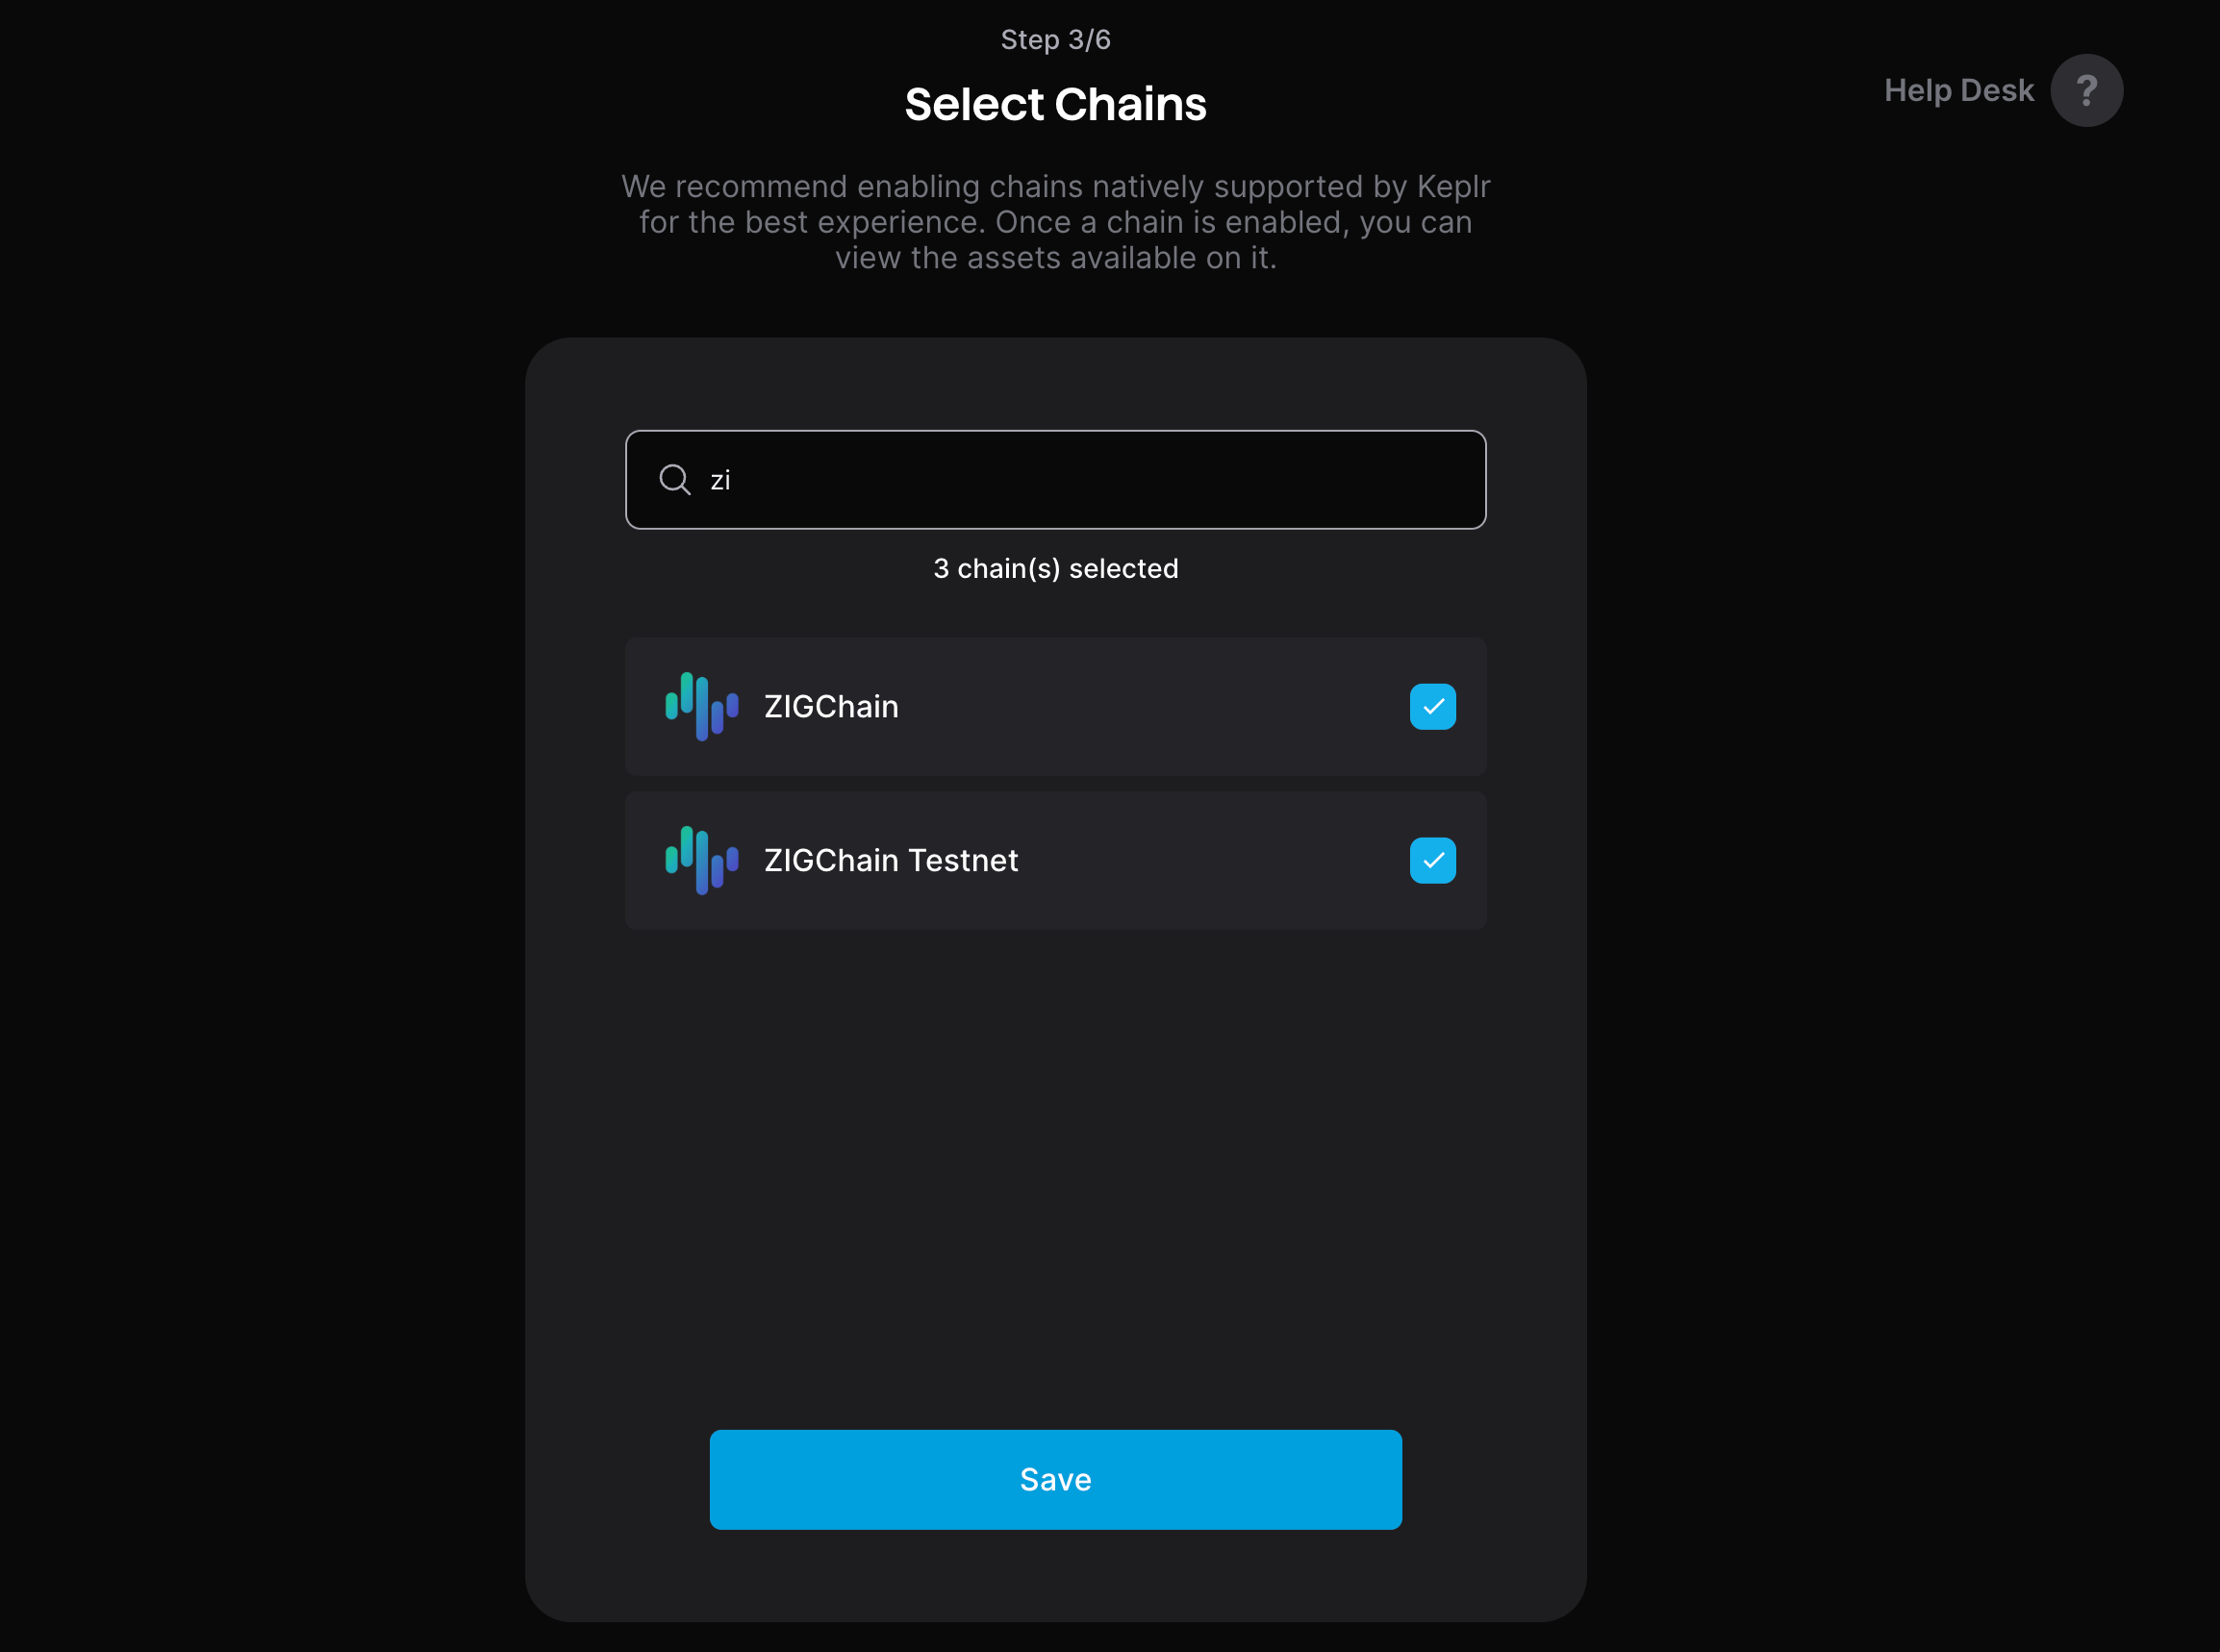 Step 3/6
Select Chains
Help Desk ?
We recommend enabling chains natively supported by Keplr
for the best experience. Once a chain is enabled, you can
view the assets available on it.
zi
3 chain(s) selected
ZIGChain
ZIGChain Testnet
Save